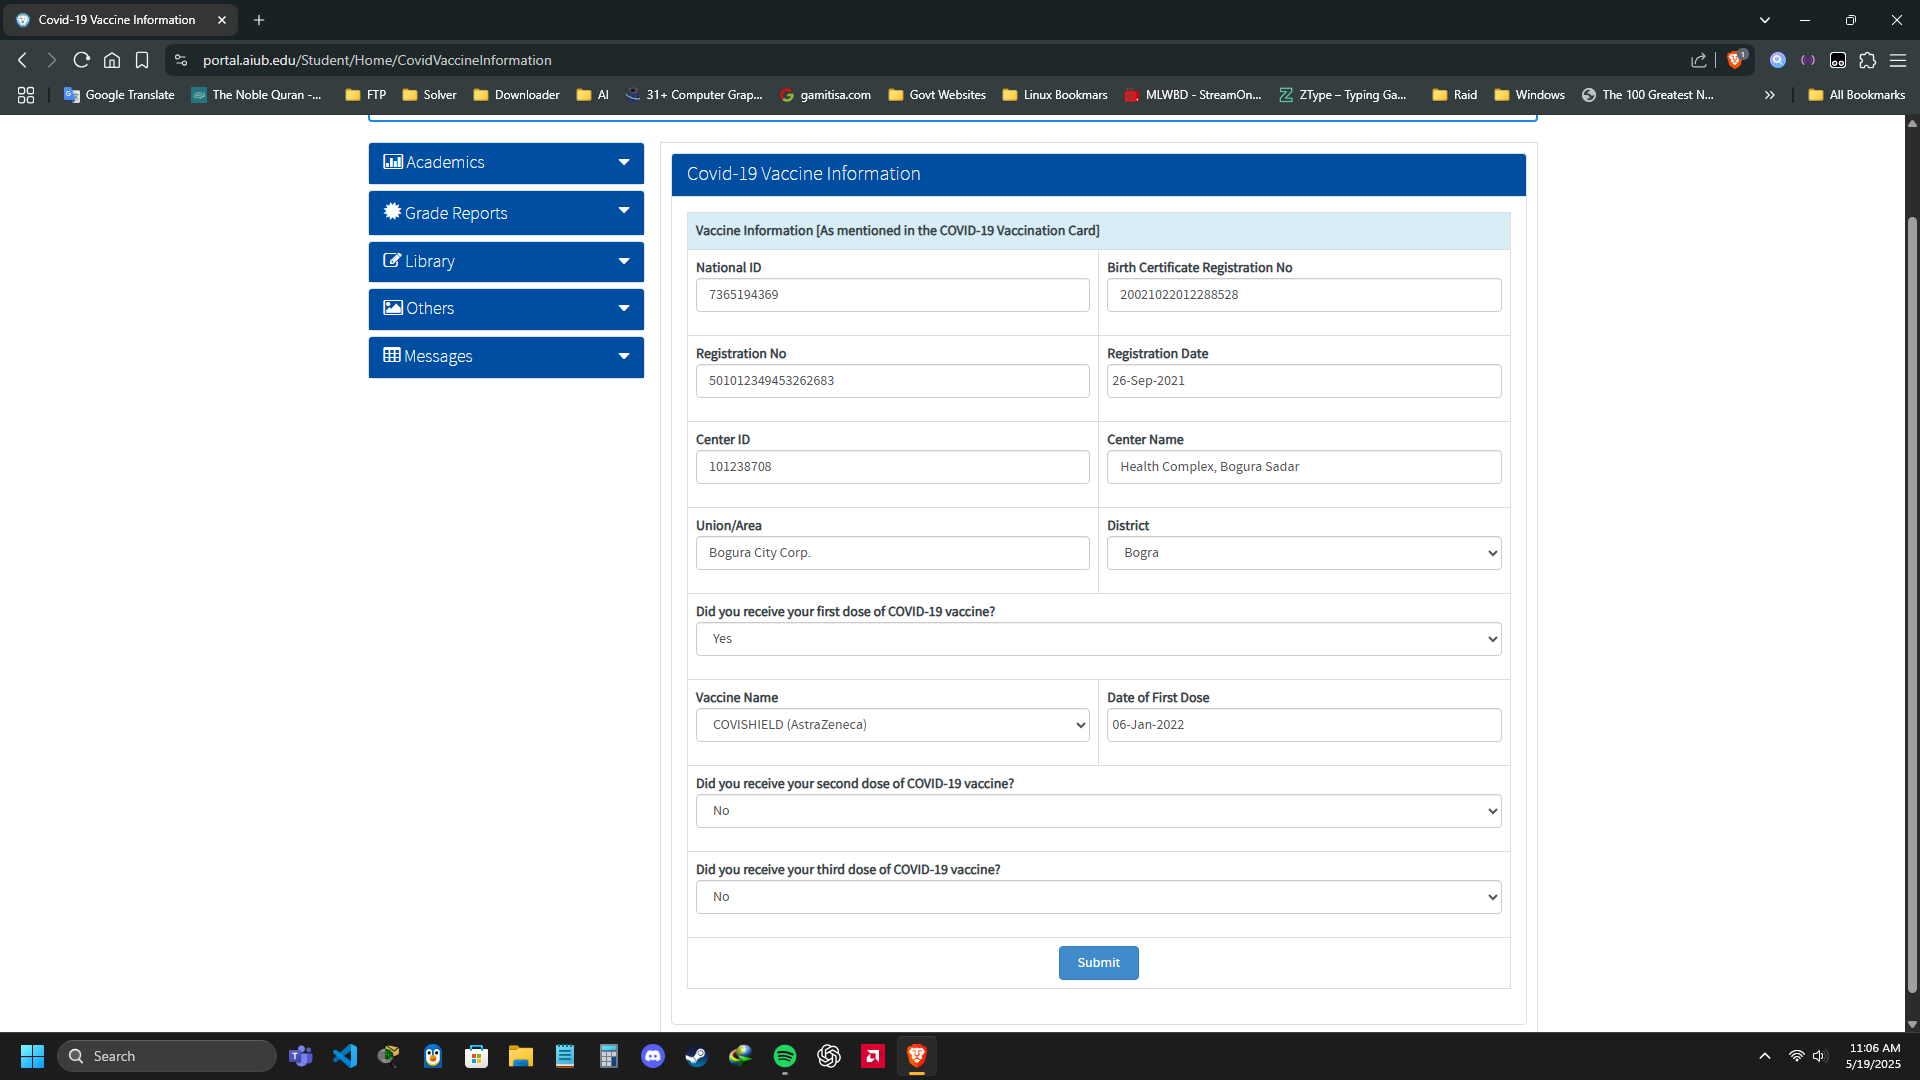 Covid-19 Vaccine Information
portal.aiub.edu/Student/Home/CovidVaccineInformation
1
Google Translate
The Noble Quran -...
FTP
Solver
Downloader
AI
31+ Computer Grap...
gamitisa.com
Govt Websites
Linux Bookmars
MLWBD - StreamOn...
ZType – Typing Ga...
Raid
Windows
The 100 Greatest N...
All Bookmarks
Academics
Grade Reports
Library
Others
Messages
Covid-19 Vaccine Information
Vaccine Information [As mentioned in the COVID-19 Vaccination Card]
National ID
7365194369
Birth Certificate Registration No
20021022012288528
Registration No
501012349453262683
Registration Date
26-Sep-2021
Center ID
101238708
Center Name
Health Complex, Bogura Sadar
Union/Area
Bogura City Corp.
District
Bogra
Did you receive your first dose of COVID-19 vaccine?
Yes
Vaccine Name
COVISHIELD (AstraZeneca)
Date of First Dose
06-Jan-2022
Did you receive your second dose of COVID-19 vaccine?
No
Did you receive your third dose of COVID-19 vaccine?
No
Submit
Search
11:06 AM
5/19/2025